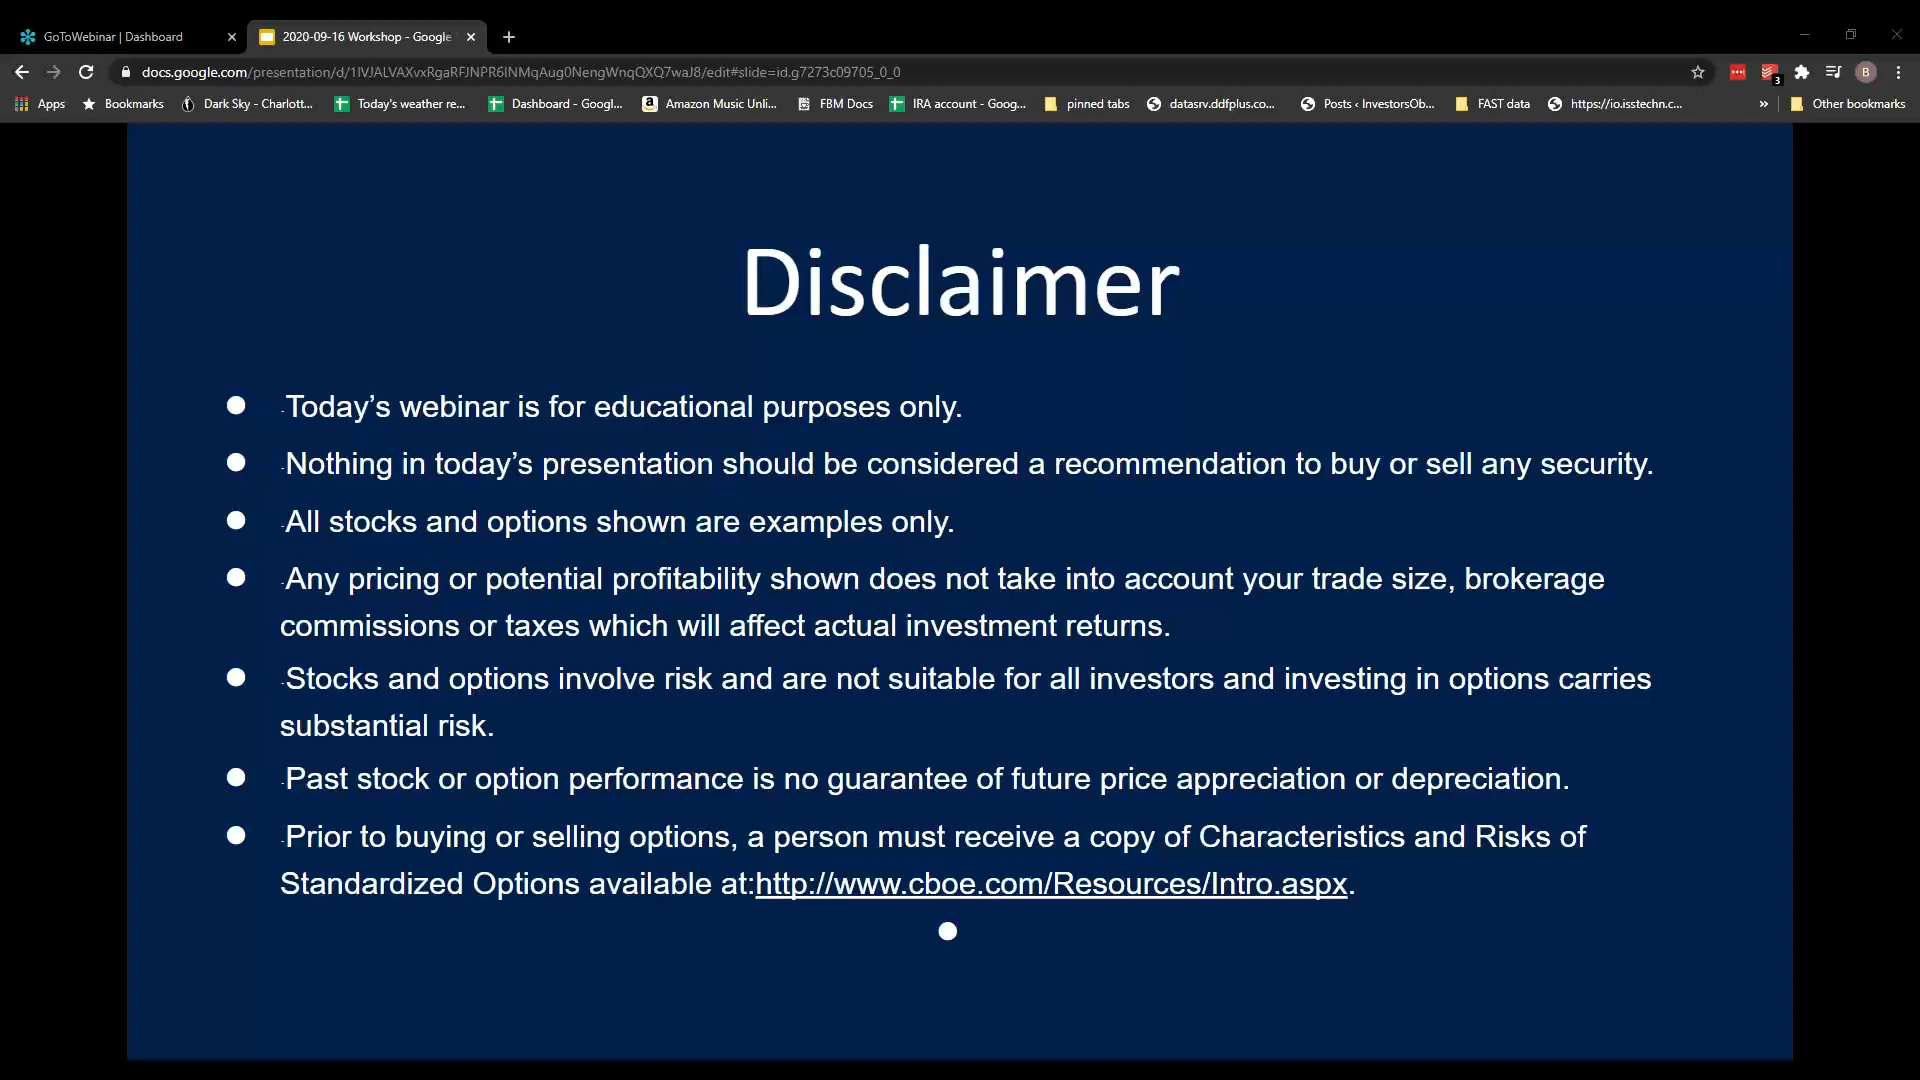 GoToWebinar | Dashboard
2020-09-16 Workshop - Google
docs.google.com/presentation/d/1IVJALVAXvxRgaRFJNPR6INMqAug0NengWnqQXQ7waJ8/edit#slide=id.g7273c09705_0_0
3
B
Apps Bookmarks Dark Sky - Charlott... Today's weather re... Dashboard - Googl... Amazon Music Unli... FBM Docs IRA account - Goog... pinned tabs datasrv.ddfplus.co... Posts ‹ InvestorsOb... FAST data https://io.isstechn.c... » Other bookmarks
Disclaimer
● -Today’s webinar is for educational purposes only.
● -Nothing in today’s presentation should be considered a recommendation to buy or sell any security.
● -All stocks and options shown are examples only.
● -Any pricing or potential profitability shown does not take into account your trade size, brokerage
commissions or taxes which will affect actual investment returns.
● -Stocks and options involve risk and are not suitable for all investors and investing in options carries
substantial risk.
● -Past stock or option performance is no guarantee of future price appreciation or depreciation.
● -Prior to buying or selling options, a person must receive a copy of Characteristics and Risks of
Standardized Options available at:http://www.cboe.com/Resources/Intro.aspx.
●